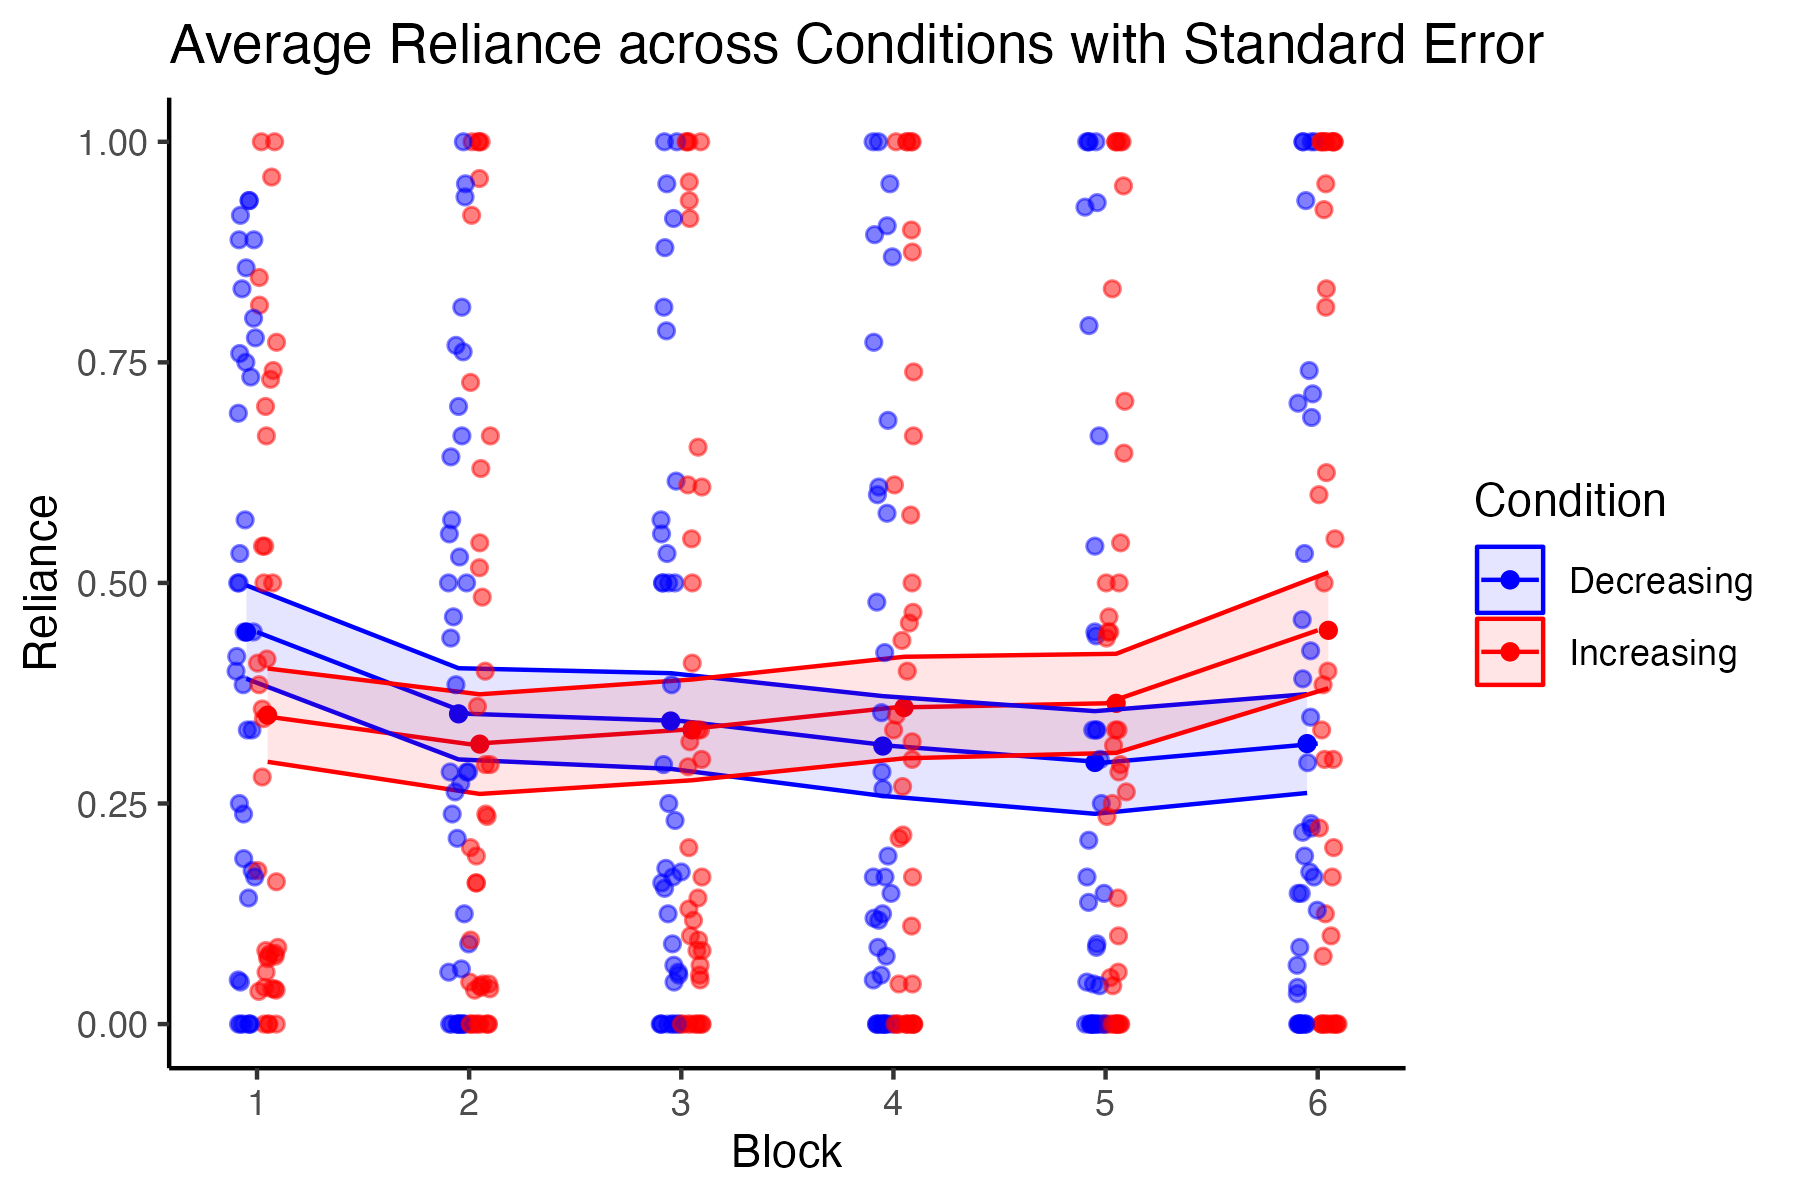 Average Reliance across Conditions with Standard Error
1.00
0.75
0.50
0.25
0.00
Reliance
1 2 3 4 5 6
Block
Condition
Decreasing
Increasing